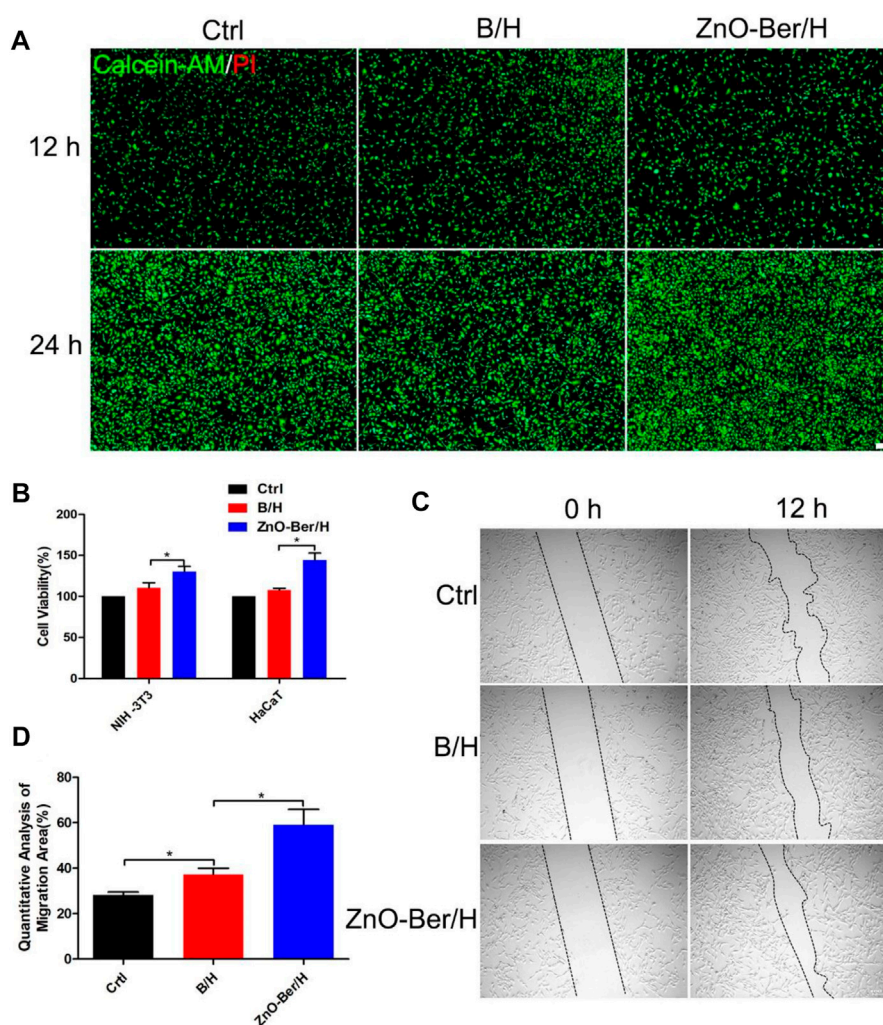 A
Ctrl
B/H
ZnO-Ber/H
Calcein-AM/PI
12 h
24 h
B
Ctrl
B/H
ZnO-Ber/H
Cell Viability(%)
200
150
100
50
0
*
*
NIH -3T3
HaCaT
C
0 h
12 h
Ctrl
B/H
ZnO-Ber/H
D
Quantitative Analysis of
Migration Area(%)
80
60
40
20
0
*
*
Crtl
B/H
ZnO-Ber/H